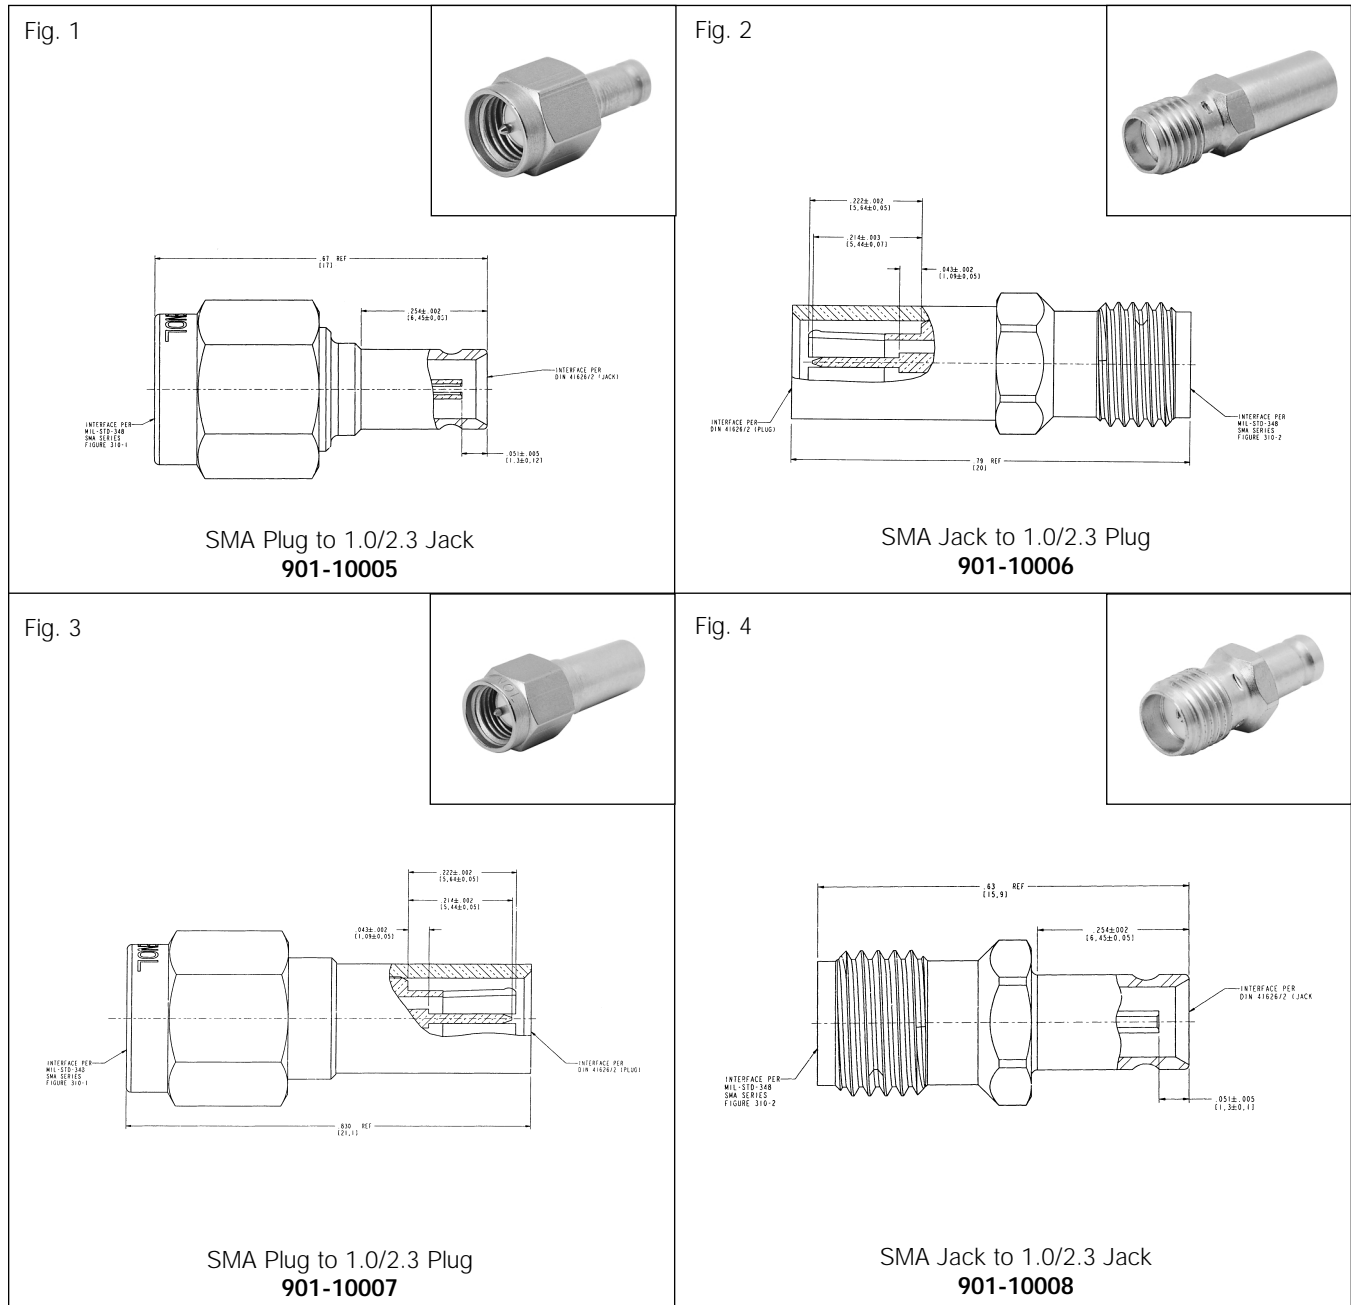 Fig. 1
.67 REF
[17]
.254±.002
[6,45±0,05]
INTERFACE PER
DIN 41626/2 (JACK)
INTERFACE PER
MIL-STD-348
SMA SERIES
FIGURE 310-1
.051±.005
[1,3±0,12]
SMA Plug to 1.0/2.3 Jack
901-10005
Fig. 2
.222±.002
[5,64±0,05]
.214±.003
[5,44±0,07]
.043±.002
[1,09±0,05]
INTERFACE PER
DIN 41626/2 (PLUG)
INTERFACE PER
MIL-STD-348
SMA SERIES
FIGURE 310-2
.79 REF
[20]
SMA Jack to 1.0/2.3 Plug
901-10006
Fig. 3
.222±.002
[5,64±0,05]
.214±.002
[5,44±0,05]
.043±.002
[1,09±0,05]
INTERFACE PER
MIL-STD-348
SMA SERIES
FIGURE 310-1
INTERFACE PER
DIN 41626/2 (PLUG)
.830 REF
[21,1]
SMA Plug to 1.0/2.3 Plug
901-10007
Fig. 4
.63 REF
[15,9]
.254±002
[6,45±0,05]
INTERFACE PER
DIN 41626/2 (JACK
INTERFACE PER
MIL-STD-348
SMA SERIES
FIGURE 310-2
.051±.005
[1,3±0,1]
SMA Jack to 1.0/2.3 Jack
901-10008